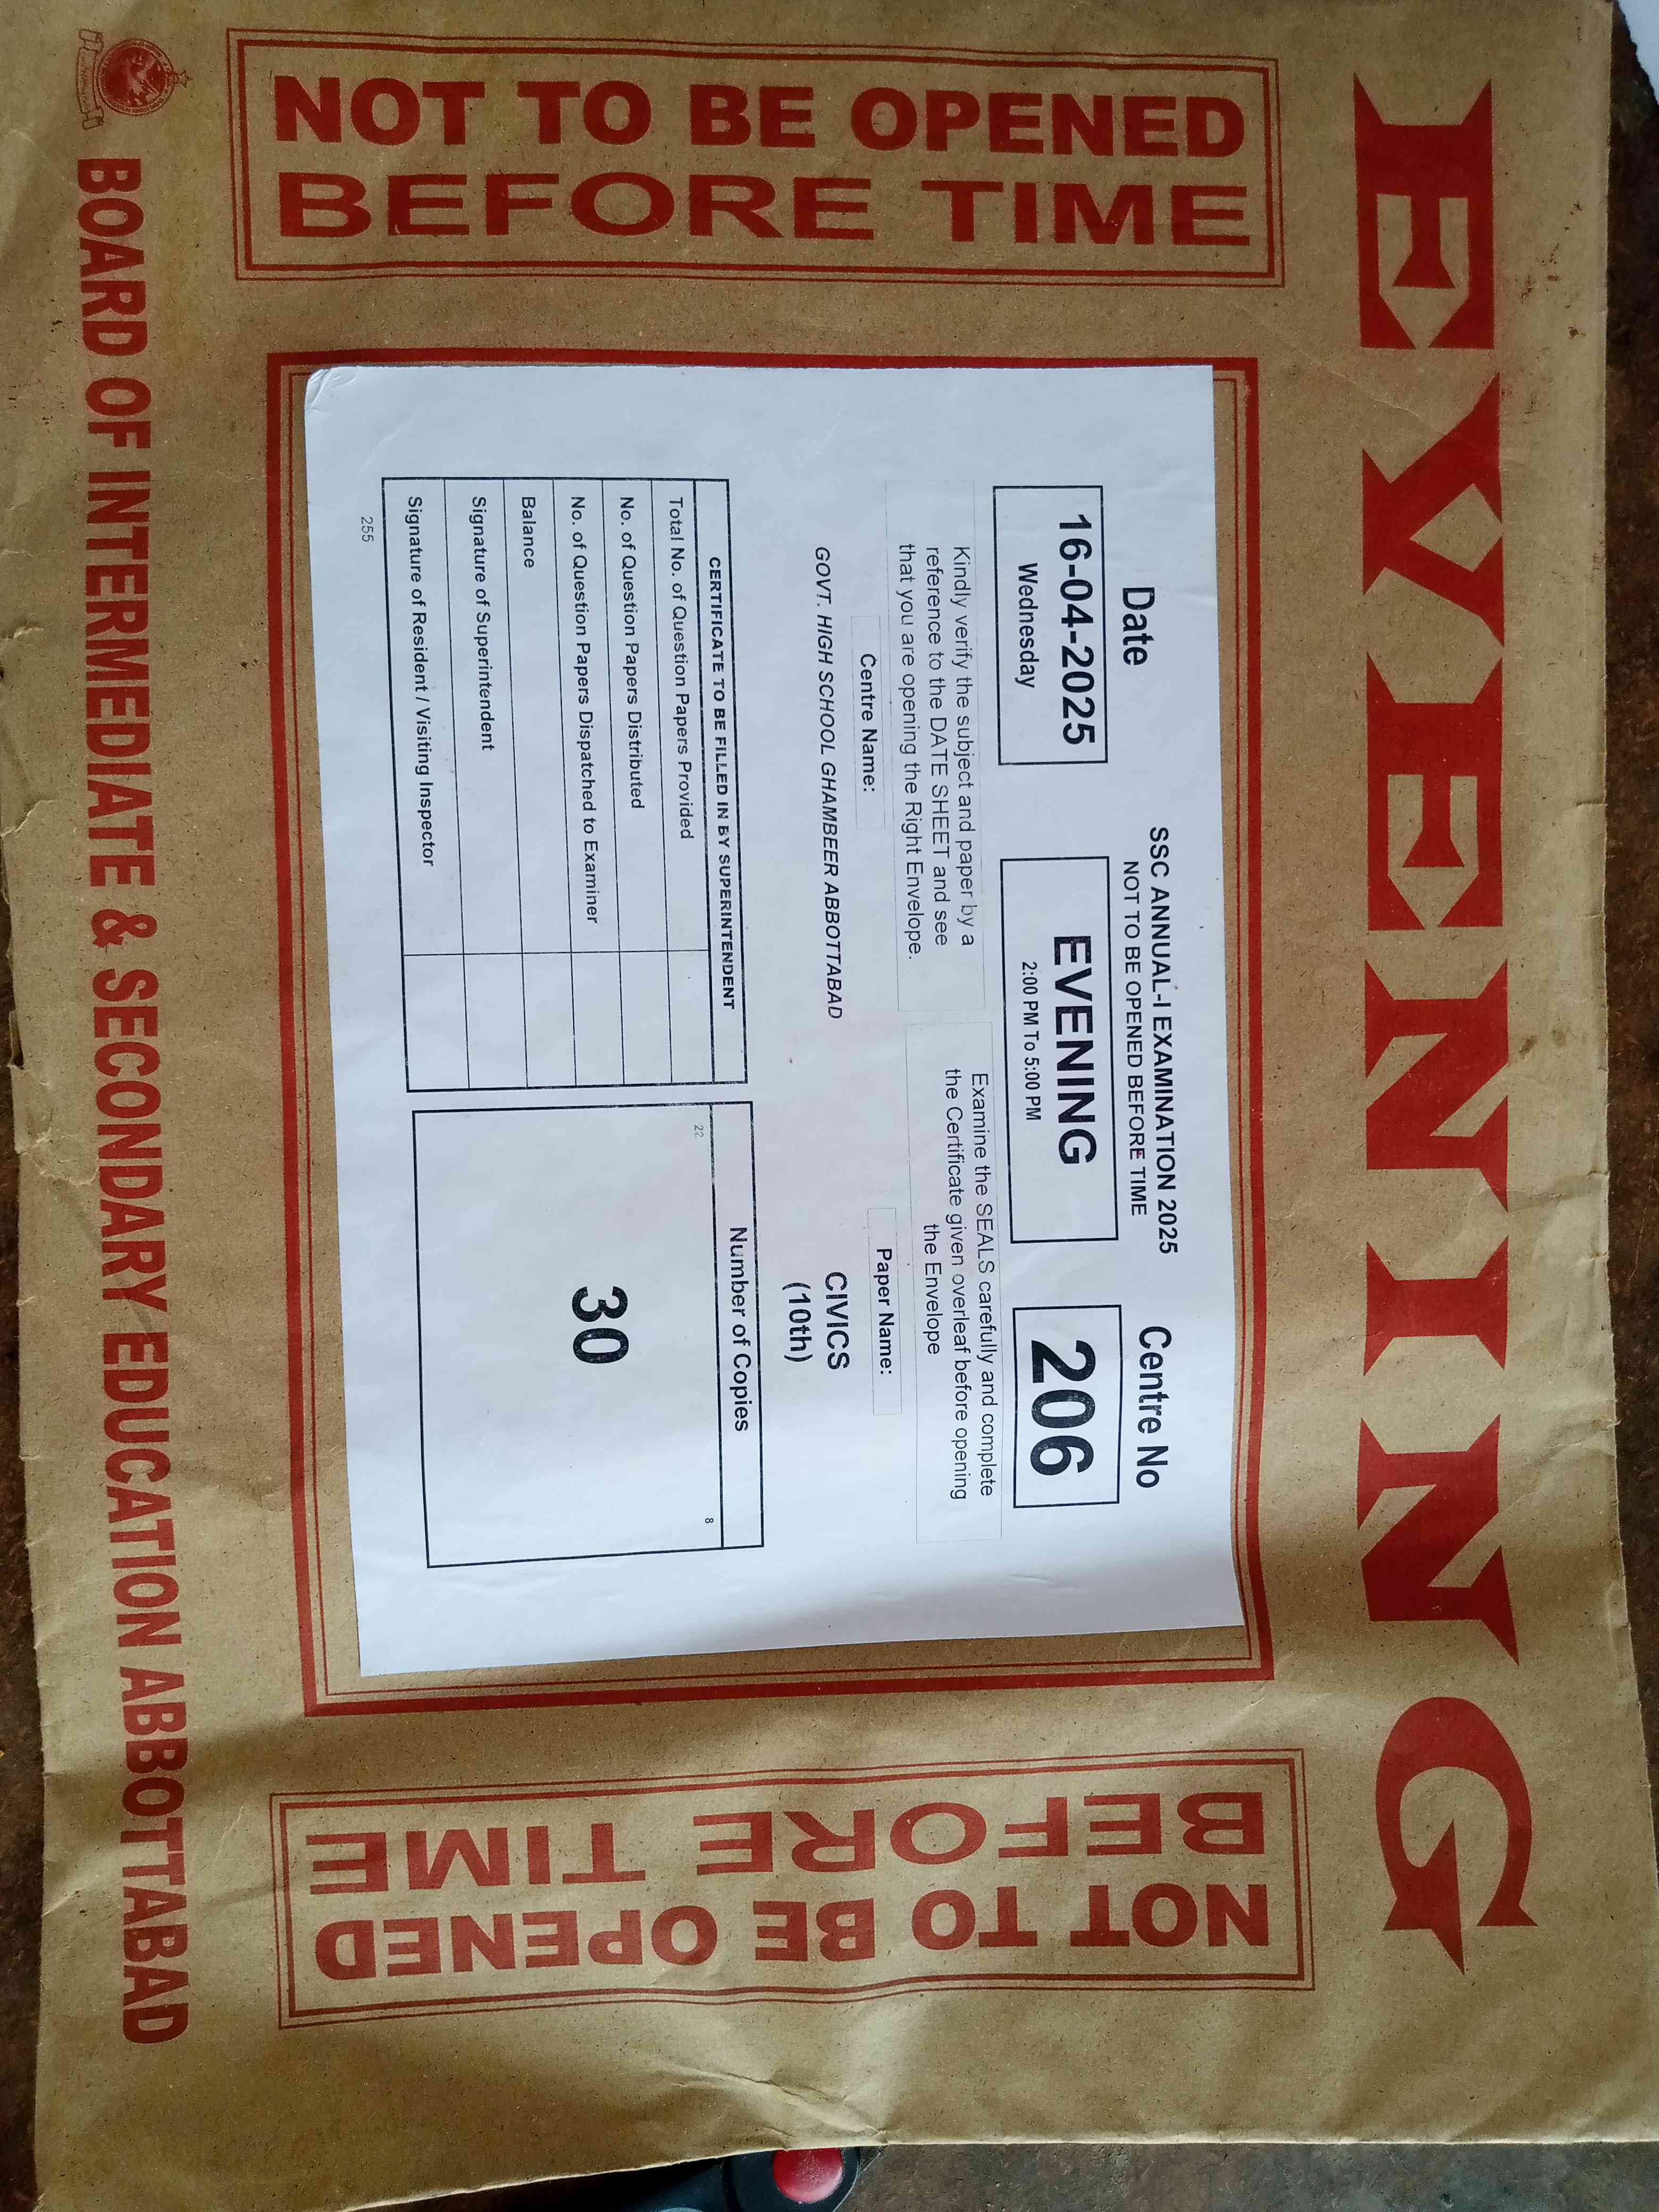 EVENING
NOT TO BE OPENED
BEFORE TIME
SSC ANNUAL-I EXAMINATION 2025
NOT TO BE OPENED BEFORE TIME
Date
Centre No
16-04-2025
Wednesday
EVENING
2:00 PM To 5:00 PM
206
Kindly verify the subject and paper by a
reference to the DATE SHEET and see
that you are opening the Right Envelope.
Examine the SEALS carefully and complete
the Certificate given overleaf before opening
the Envelope
Centre Name:
GOVT. HIGH SCHOOL GHAMBEER ABBOTTABAD
Paper Name:
CIVICS
(10th)
CERTIFICATE TO BE FILLED IN BY SUPERINTENDENT
Total No. of Question Papers Provided
No. of Question Papers Distributed
No. of Question Papers Dispatched to Examiner
Balance
Signature of Superintendent
Signature of Resident / Visiting Inspector
255
Number of Copies
22
8
30
NOT TO BE OPENED
BEFORE TIME
BOARD OF INTERMEDIATE & SECONDARY EDUCATION ABBOTTABAD